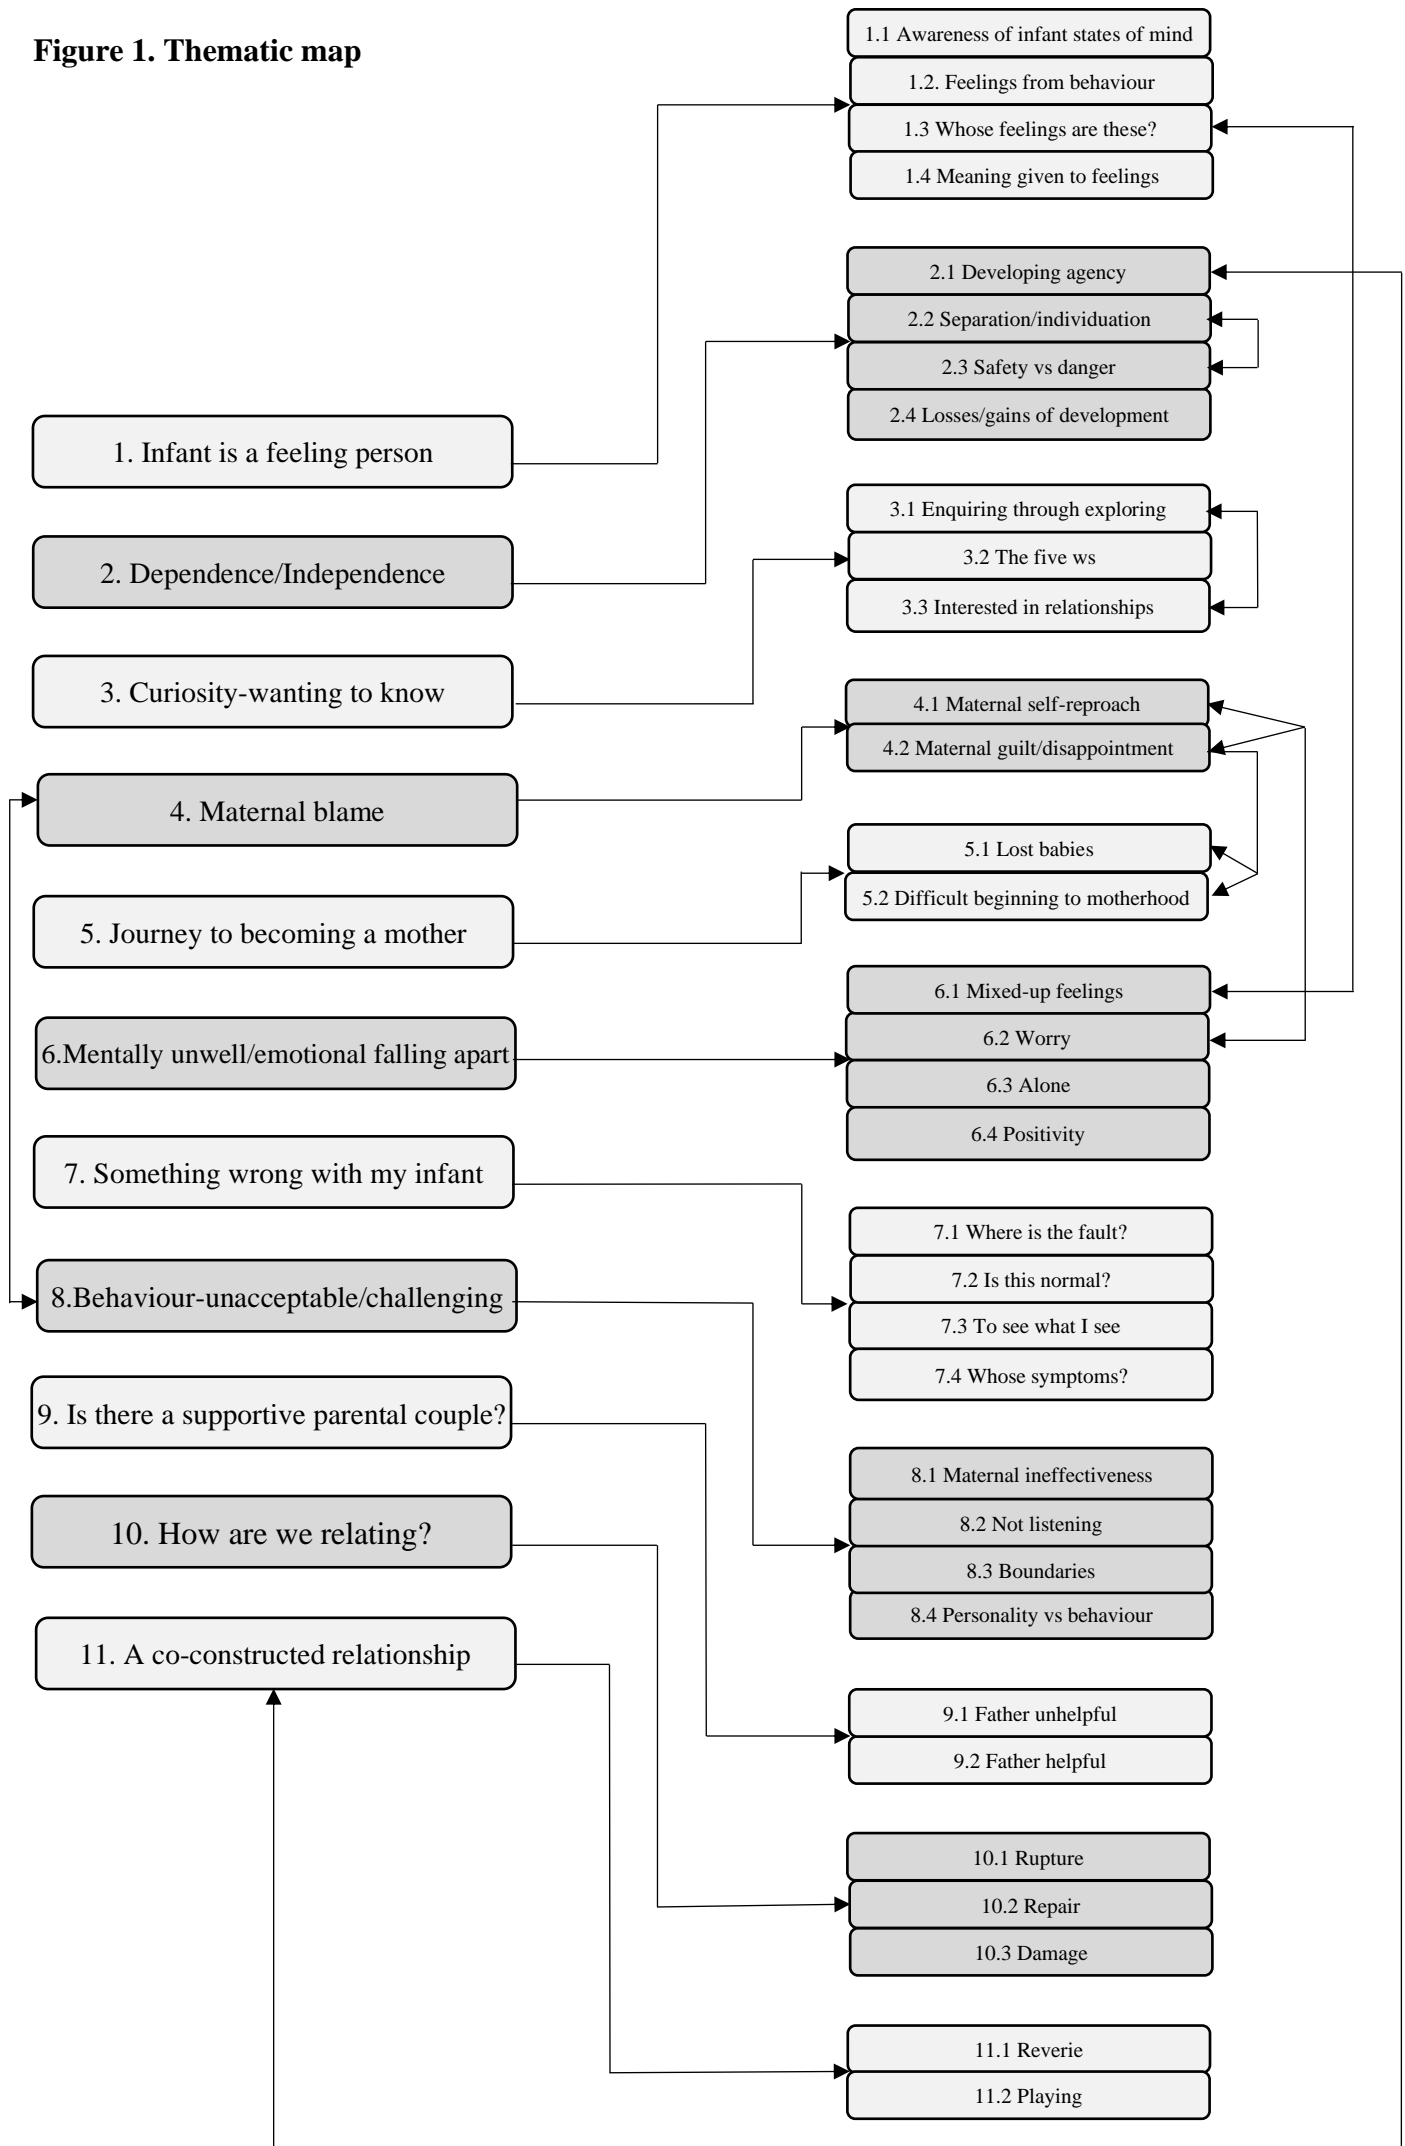 Figure 1. Thematic map
1. Infant is a feeling person
2. Dependence/Independence
3. Curiosity-wanting to know
4. Maternal blame
5. Journey to becoming a mother
6.Mentally unwell/emotional falling apart
7. Something wrong with my infant
8.Behaviour-unacceptable/challenging
9. Is there a supportive parental couple?
10. How are we relating?
11. A co-constructed relationship
1.1 Awareness of infant states of mind
1.2. Feelings from behaviour
1.3 Whose feelings are these?
1.4 Meaning given to feelings
2.1 Developing agency
2.2 Separation/individuation
2.3 Safety vs danger
2.4 Losses/gains of development
3.1 Enquiring through exploring
3.2 The five ws
3.3 Interested in relationships
4.1 Maternal self-reproach
4.2 Maternal guilt/disappointment
5.1 Lost babies
5.2 Difficult beginning to motherhood
6.1 Mixed-up feelings
6.2 Worry
6.3 Alone
6.4 Positivity
7.1 Where is the fault?
7.2 Is this normal?
7.3 To see what I see
7.4 Whose symptoms?
8.1 Maternal ineffectiveness
8.2 Not listening
8.3 Boundaries
8.4 Personality vs behaviour
9.1 Father unhelpful
9.2 Father helpful
10.1 Rupture
10.2 Repair
10.3 Damage
11.1 Reverie
11.2 Playing